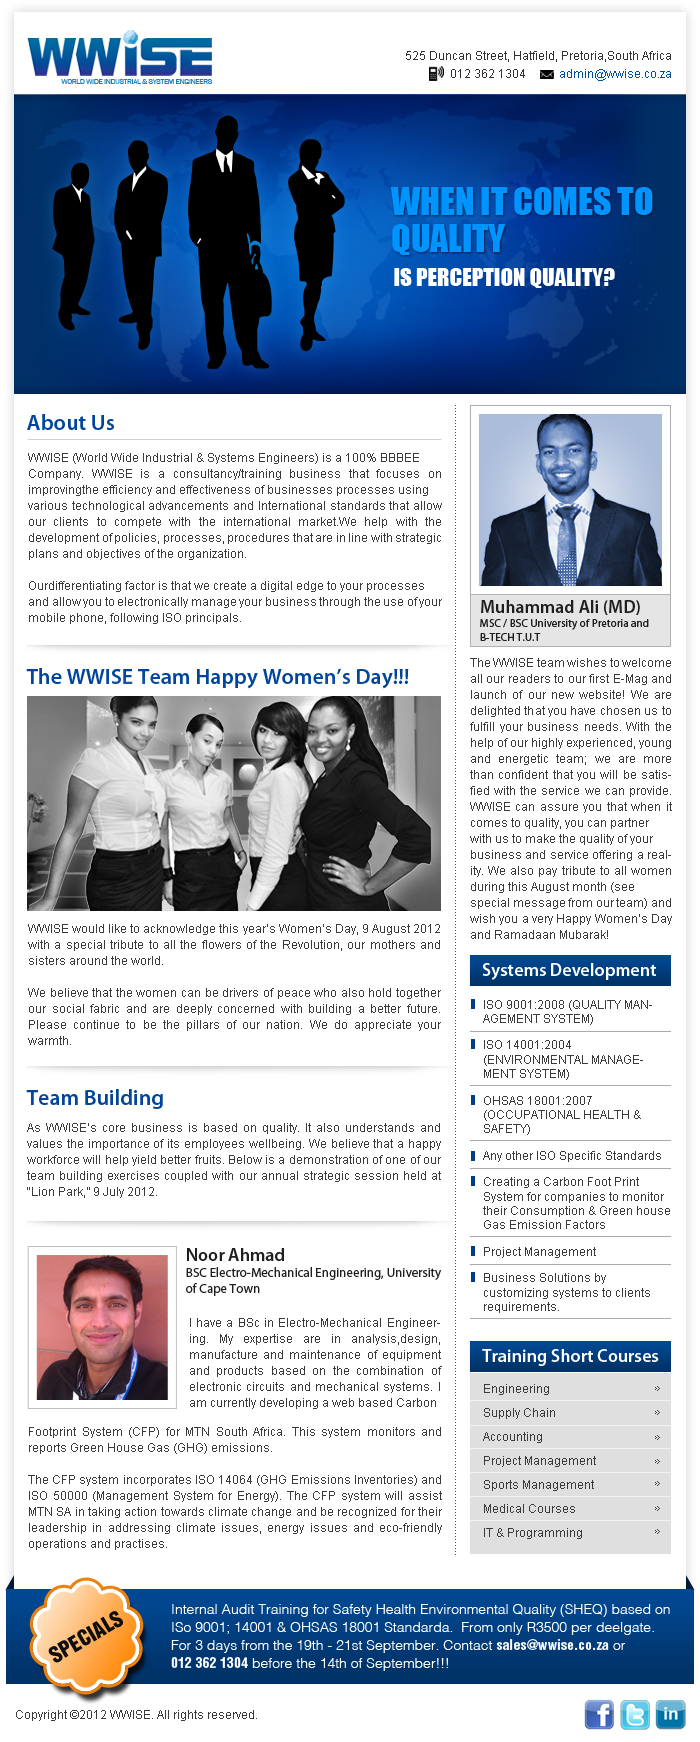 WWISE
WORLD WIDE INDUSTRIAL & SYSTEM ENGINEERS
525 Duncan Street, Hatfield, Pretoria,South Africa
012 362 1304 admin@wwise.co.za
WHEN IT COMES TO
QUALITY
IS PERCEPTION QUALITY?
About Us
WWISE (World Wide Industrial & Systems Engineers) is a 100% BBBEE
Company. WWISE is a consultancy/training business that focuses on
improvingthe efficiency and effectiveness of businesses processes using
various technological advancements and International standards that allow
our clients to compete with the international market.We help with the
development of policies, processes, procedures that are in line with strategic
plans and objectives of the organization.
Ourdifferentiating factor is that we create a digital edge to your processes
and allow you to electronically manage your business through the use of your
mobile phone, following ISO principals.
The WWISE Team Happy Women's Day!!!
WWISE would like to acknowledge this year's Women's Day, 9 August 2012
with a special tribute to all the flowers of the Revolution, our mothers and
sisters around the world.
We believe that the women can be drivers of peace who also hold together
our social fabric and are deeply concerned with building a better future.
Please continue to be the pillars of our nation. We do appreciate your
warmth.
Team Building
As WWISE's core business is based on quality. It also understands and
values the importance of its employees wellbeing. We believe that a happy
workforce will help yield better fruits. Below is a demonstration of one of our
team building exercises coupled with our annual strategic session held at
"Lion Park," 9 July 2012.
Noor Ahmad
BSC Electro-Mechanical Engineering, University
of Cape Town
I have a BSc in Electro-Mechanical Engineer-
ing. My expertise are in analysis,design,
manufacture and maintenance of equipment
and products based on the combination of
electronic circuits and mechanical systems. I
am currently developing a web based Carbon
Footprint System (CFP) for MTN South Africa. This system monitors and
reports Green House Gas (GHG) emissions.
The CFP system incorporates ISO 14064 (GHG Emissions Inventories) and
ISO 50000 (Management System for Energy). The CFP system will assist
MTN SA in taking action towards climate change and be recognized for their
leadership in addressing climate issues, energy issues and eco-friendly
operations and practises.
Muhammad Ali (MD)
MSC / BSC University of Pretoria and
B-TECH T.U.T
The WWISE team wishes to welcome
all our readers to our first E-Mag and
launch of our new website! We are
delighted that you have chosen us to
fulfill your business needs. With the
help of our highly experienced, young
and energetic team; we are more
than confident that you will be satis-
fied with the service we can provide.
WWISE can assure you that when it
comes to quality, you can partner
with us to make the quality of your
business and service offering a real-
ity. We also pay tribute to all women
during this August month (see
special message from our team) and
wish you a very Happy Women's Day
and Ramadaan Mubarak!
Systems Development
ISO 9001:2008 (QUALITY MAN-
AGEMENT SYSTEM)
ISO 14001:2004
(ENVIRONMENTAL MANAGE-
MENT SYSTEM)
OHSAS 18001:2007
(OCCUPATIONAL HEALTH &
SAFETY)
Any other ISO Specific Standards
Creating a Carbon Foot Print
System for companies to monitor
their Consumption & Green house
Gas Emission Factors
Project Management
Business Solutions by
customizing systems to clients
requirements.
Training Short Courses
Engineering »
Supply Chain »
Accounting »
Project Management »
Sports Management »
Medical Courses »
IT & Programming »
SPECIALS
Internal Audit Training for Safety Health Environmental Quality (SHEQ) based on
ISo 9001; 14001 & OHSAS 18001 Standarda. From only R3500 per deelgate.
For 3 days from the 19th - 21st September. Contact sales@wwise.co.za or
012 362 1304 before the 14th of September!!!
Copyright ©2012 WWISE. All rights reserved.
f t in